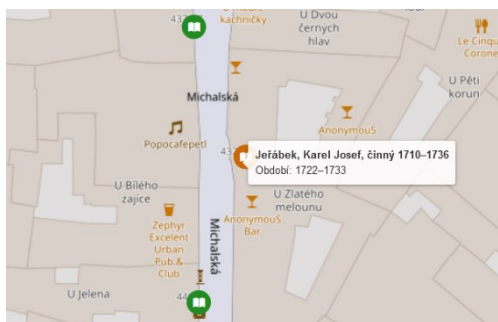 kachničky
U Dvou
černých
hlav
Le Cinqu
Corone
U Pěti
korun
Michalská
AnonymouS
Popocafepetl
Jeřábek, Karel Josef, činný 1710–1736
Období: 1722–1733
U Bílého
zajíce
U Zlatého
melounu
Zephyr
Excelent
Urban
Pub &
Club
AnonymouS
Bar
Michalská
U Jelena